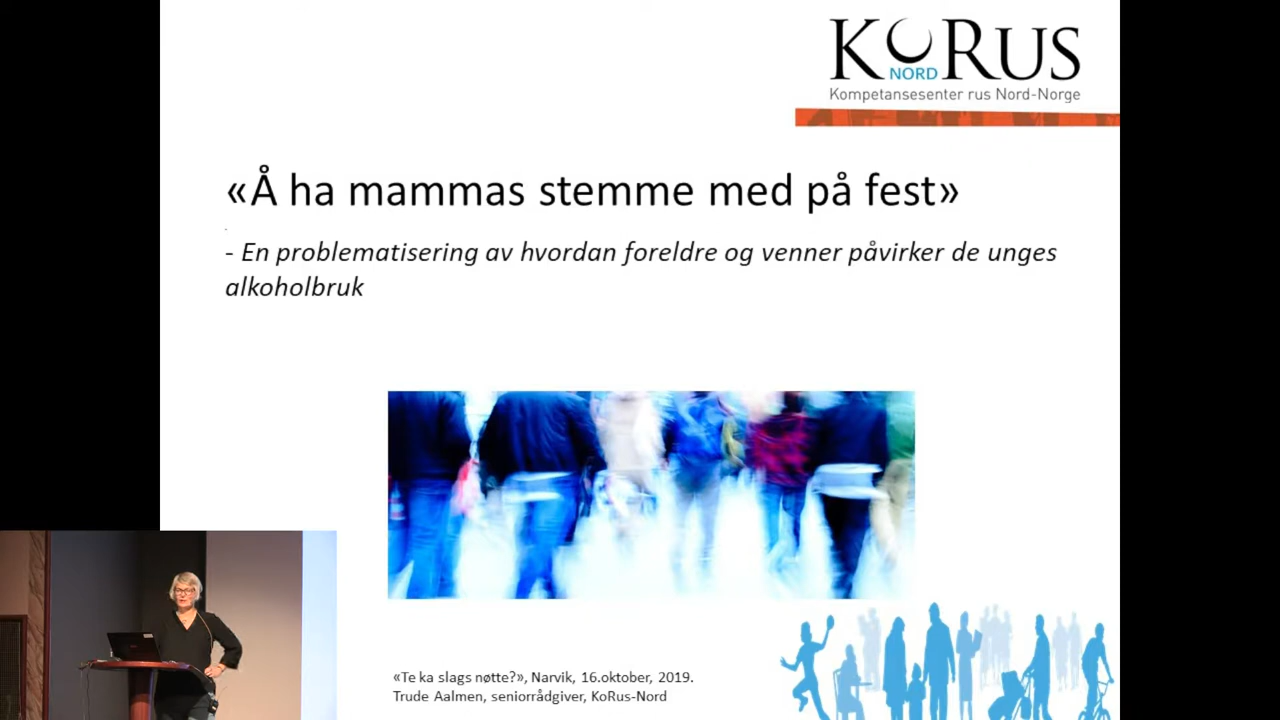 KoRus
NORD
Kompetansesenter rus Nord-Norge
«Å ha mammas stemme med på fest»
- En problematisering av hvordan foreldre og venner påvirker de unges
alkoholbruk
«Te ka slags nøtte?», Narvik, 16.oktober, 2019.
Trude Aalmen, seniorrådgiver, KoRus-Nord